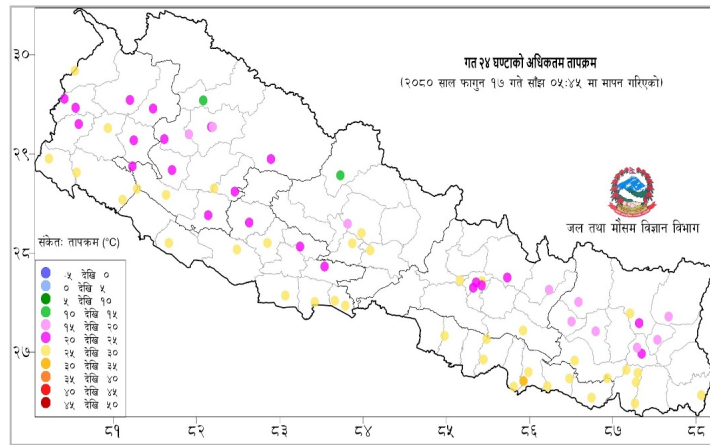 गत २४ घण्टाको अधिकतम तापक्रम
(२०८० साल फागुन १७ गते साँझ ०५:४५ मा मापन गरिएको)
जल तथा मौसम विज्ञान विभाग
३०
२९
२८
२७
संकेतः तापक्रम (°C)
-५ देखि ०
० देखि ५
५ देखि १०
१० देखि १५
१५ देखि २०
२० देखि २५
२५ देखि ३०
३० देखि ३५
३५ देखि ४०
४० देखि ४५
४५ देखि ५०
८१ ८२ ८३ ८४ ८५ ८६ ८७ ८८